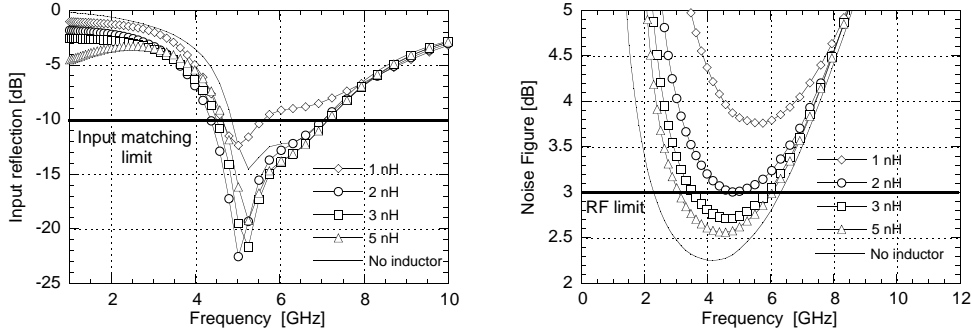 0
−5
−10
−15
−20
−25
2
4
6
8
10
Input reflection [dB]
Frequency [GHz]
Input matching
limit
1 nH
2 nH
3 nH
5 nH
No inductor
5
4.5
4
3.5
3
2.5
2
0
2
4
6
8
10
12
Noise Figure [dB]
Frequency [GHz]
RF limit
1 nH
2 nH
3 nH
5 nH
No inductor